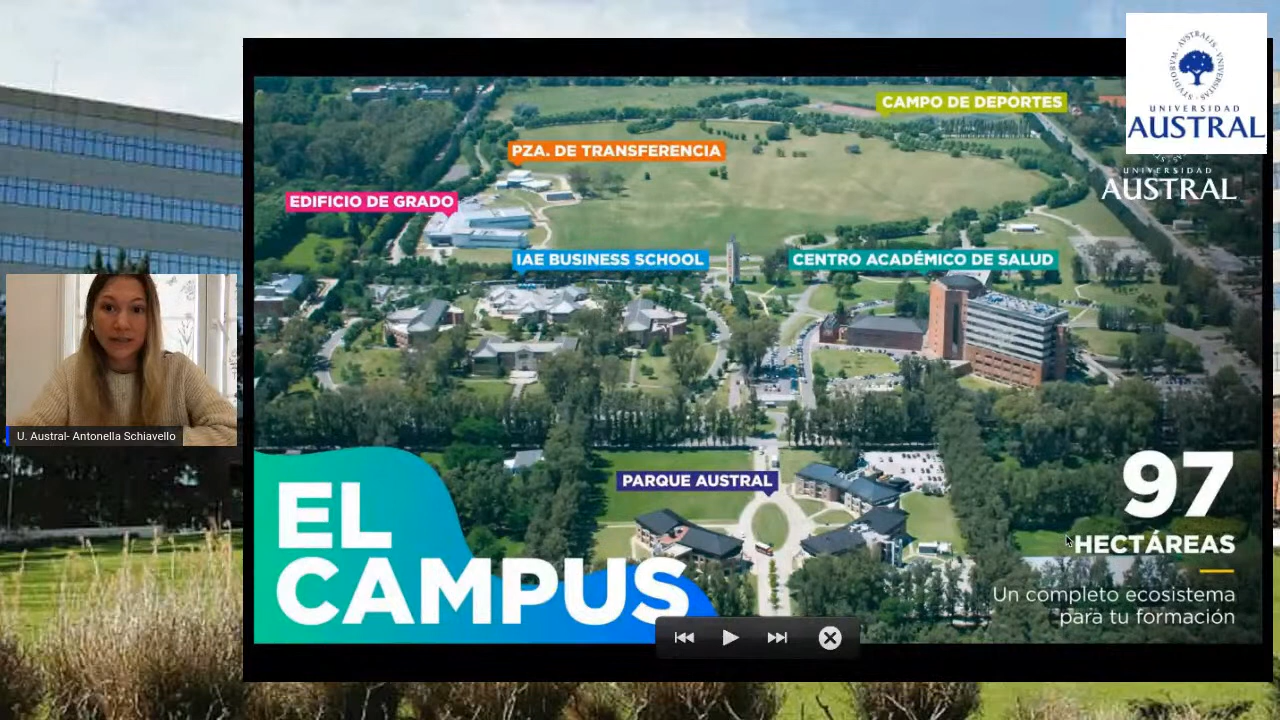 CAMPO DE DEPORTES
PZA. DE TRANSFERENCIA
EDIFICIO DE GRADO
IAE BUSINESS SCHOOL
CENTRO ACADÉMICO DE SALUD
PARQUE AUSTRAL
EL
CAMPUS
97
HECTÁREAS
Un completo ecosistema
para tu formación
U. Austral- Antonella Schiavello
UNIVERSIDAD
AUSTRAL
UNIVERSIDAD
AUSTRAL